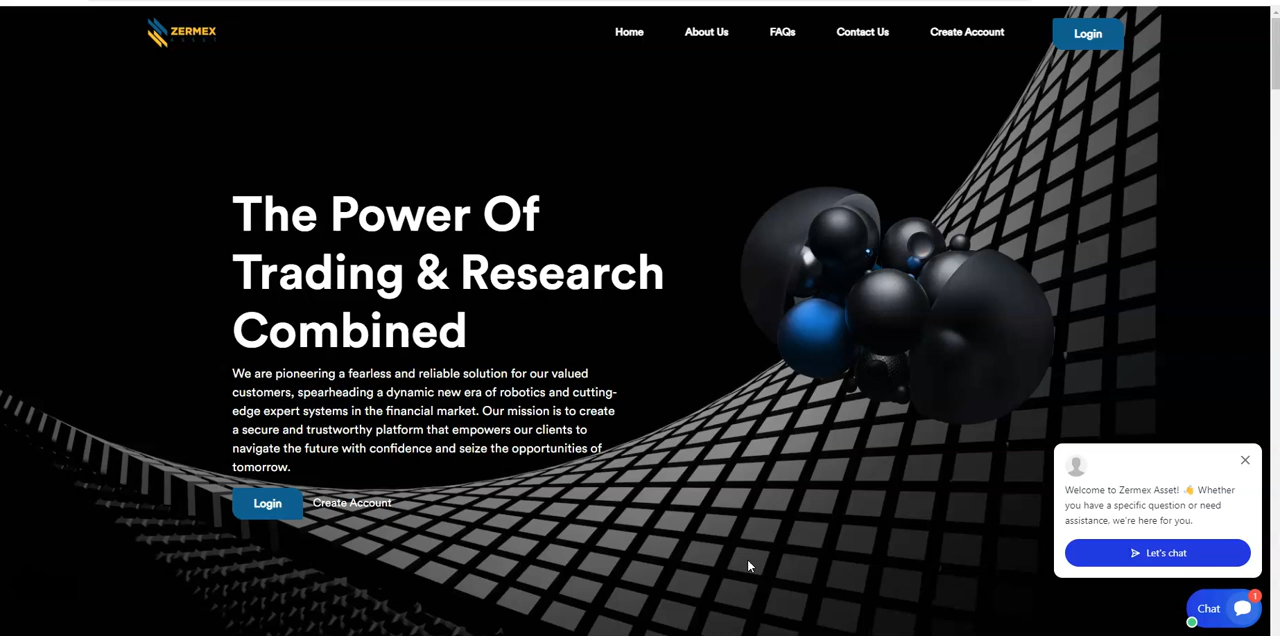 ZERMEX
ASSET
Home
About Us
FAQs
Contact Us
Create Account
Login
The Power Of
Trading & Research
Combined
We are pioneering a fearless and reliable solution for our valued
customers, spearheading a dynamic new era of robotics and cutting-
edge expert systems in the financial market. Our mission is to create
a secure and trustworthy platform that empowers our clients to
navigate the future with confidence and seize the opportunities of
tomorrow.
Login
Create Account
Welcome to Zermex Asset! 👋 Whether
you have a specific question or need
assistance, we're here for you.
Let's chat
Chat
1